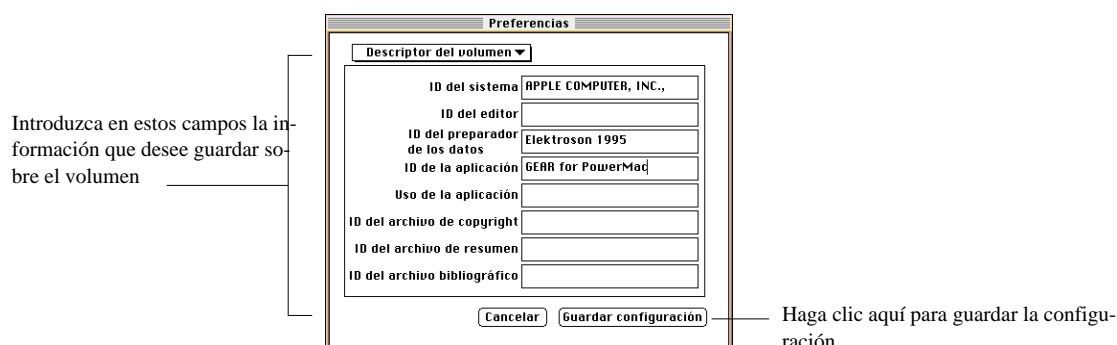 Preferencias
Descriptor del volumen
ID del sistema APPLE COMPUTER, INC.,
ID del editor
ID del preparador
de los datos
Elektroson 1995
ID de la aplicación GEAR for PowerMac
Uso de la aplicación
ID del archivo de copyright
ID del archivo de resumen
ID del archivo bibliográfico
Cancelar Guardar configuración
Introduzca en estos campos la in-
formación que desee guardar so-
bre el volumen
Haga clic aquí para guardar la configu-
ración